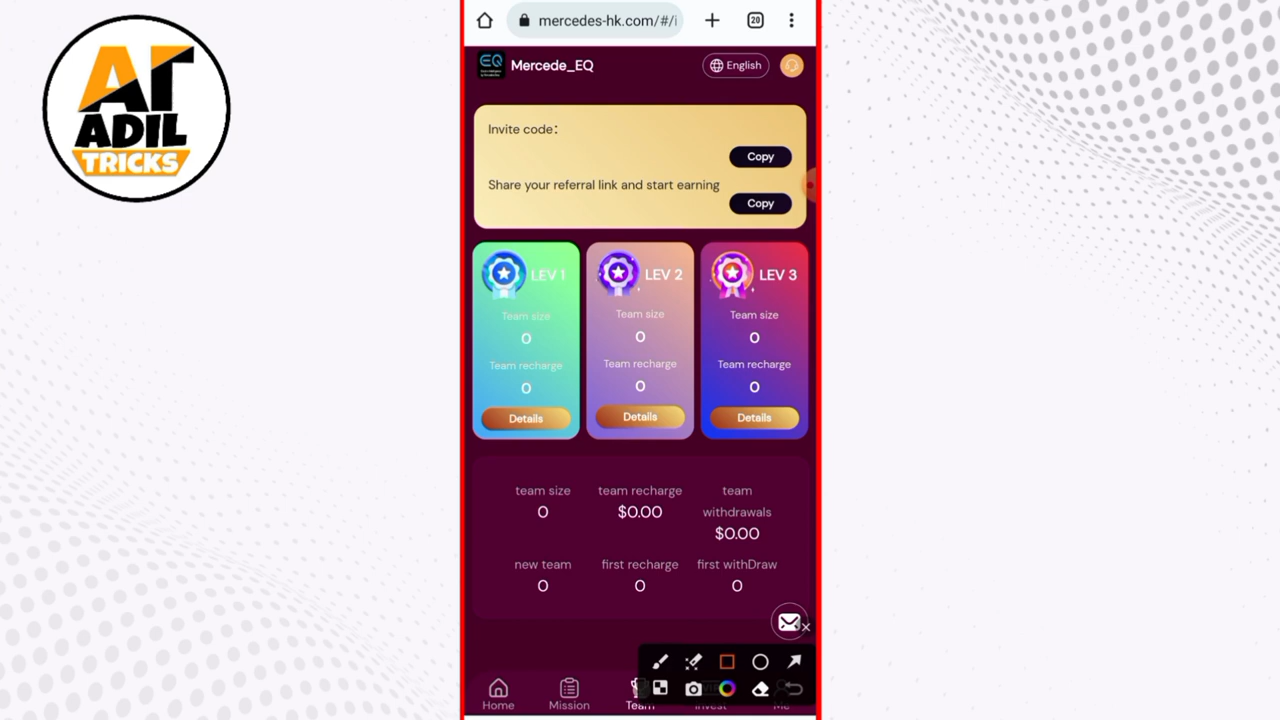 AT
ADIL
TRICKS
mercedes-hk.com/#/i
20
EQ
Mercede_EQ
English
Invite code:
Copy
Share your referral link and start earning
Copy
LEV 1
LEV 2
LEV 3
Team size
Team size
Team size
0
0
0
Team recharge
Team recharge
Team recharge
0
0
0
Details
Details
Details
team size
team recharge
team withdrawals
0
$0.00
$0.00
new team
first recharge
first withDraw
0
0
0
Home
Mission
Team
Invest
Me